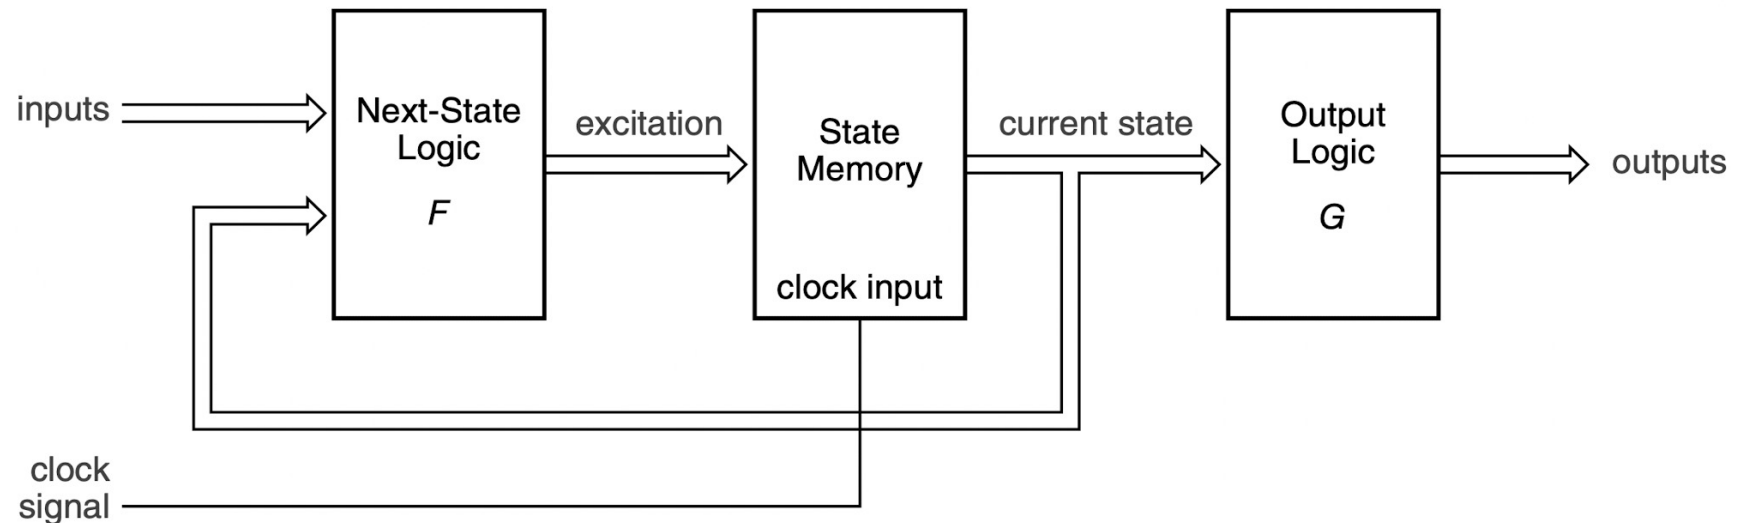 inputs
Next-State
Logic
F
excitation
State
Memory
clock input
current state
Output
Logic
G
outputs
clock
signal